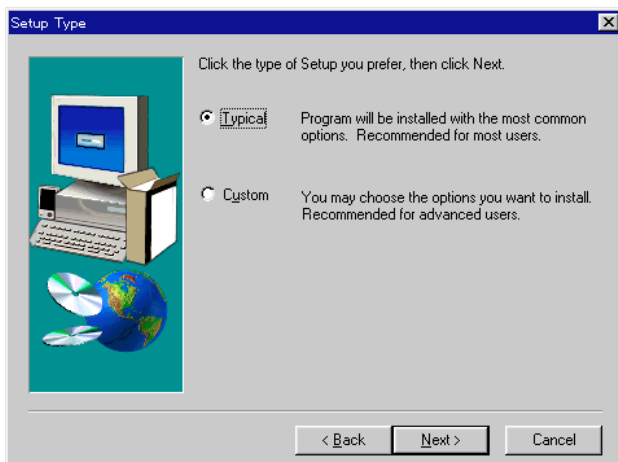 Setup Type
Click the type of Setup you prefer, then click Next.
Typical
Program will be installed with the most common
options.  Recommended for most users.
Custom
You may choose the options you want to install.
Recommended for advanced users.
< Back
Next >
Cancel